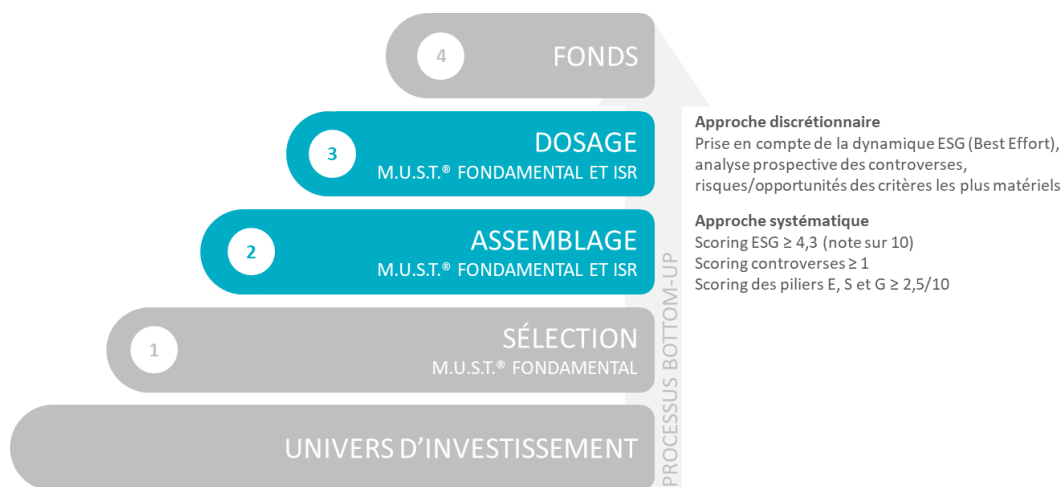 4
FONDS
3
DOSAGE
M.U.S.T.® FONDAMENTAL ET ISR
Approche discrétionnaire
Prise en compte de la dynamique ESG (Best Effort),
analyse prospective des controverses,
risques/opportunités des critères les plus matériels
2
ASSEMBLAGE
M.U.S.T.® FONDAMENTAL ET ISR
Approche systématique
Scoring ESG ≥ 4,3 (note sur 10)
Scoring controverses ≥ 1
Scoring des piliers E, S et G ≥ 2,5/10
1
SÉLECTION
M.U.S.T.® FONDAMENTAL
UNIVERS D'INVESTISSEMENT
PROCESSUS BOTTOM-UP